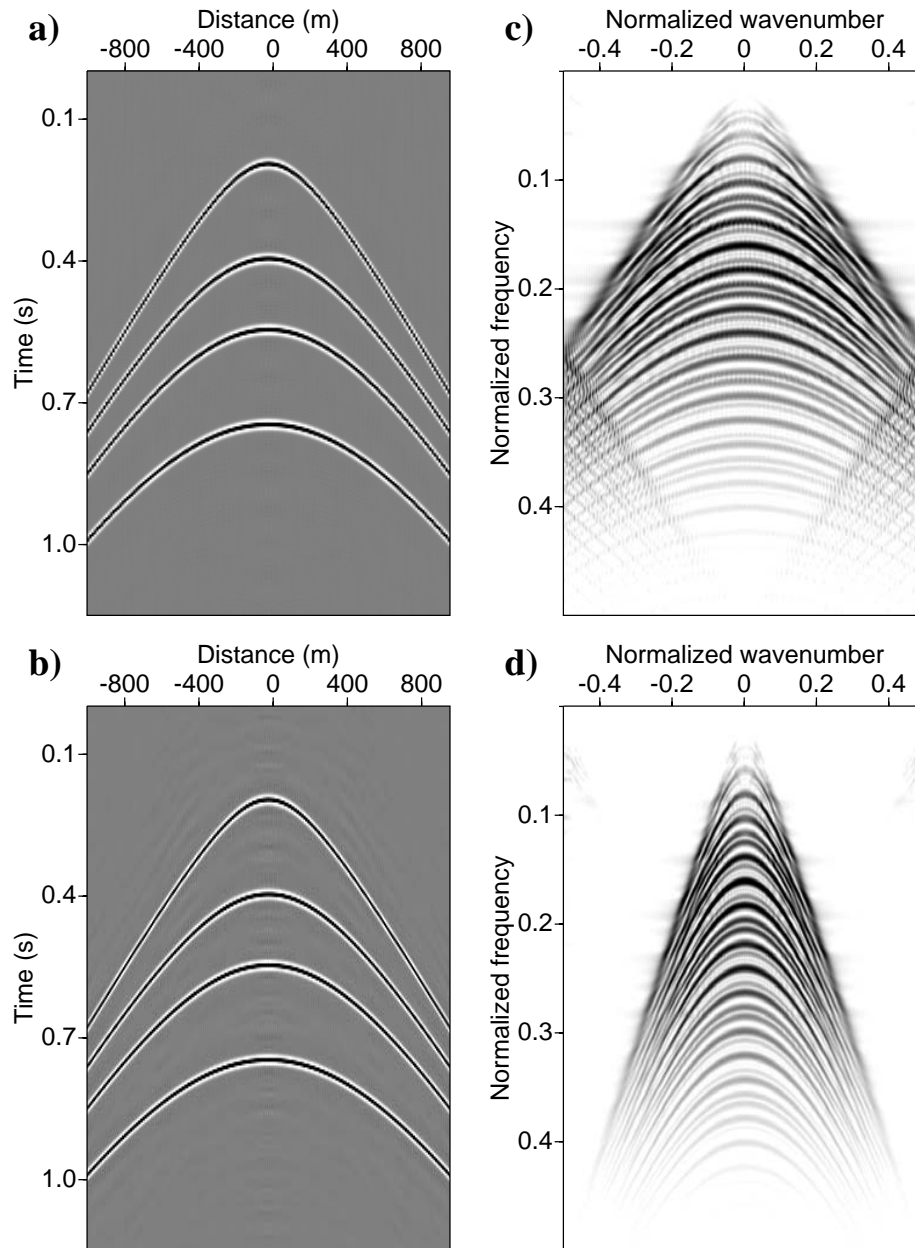 a)
Distance (m)
-800 -400 0 400 800
Time (s)
0.1
0.4
0.7
1.0
c)
Normalized wavenumber
-0.4 -0.2 0 0.2 0.4
Normalized frequency
0.1
0.2
0.3
0.4
b)
Distance (m)
-800 -400 0 400 800
Time (s)
0.1
0.4
0.7
1.0
d)
Normalized wavenumber
-0.4 -0.2 0 0.2 0.4
Normalized frequency
0.1
0.2
0.3
0.4